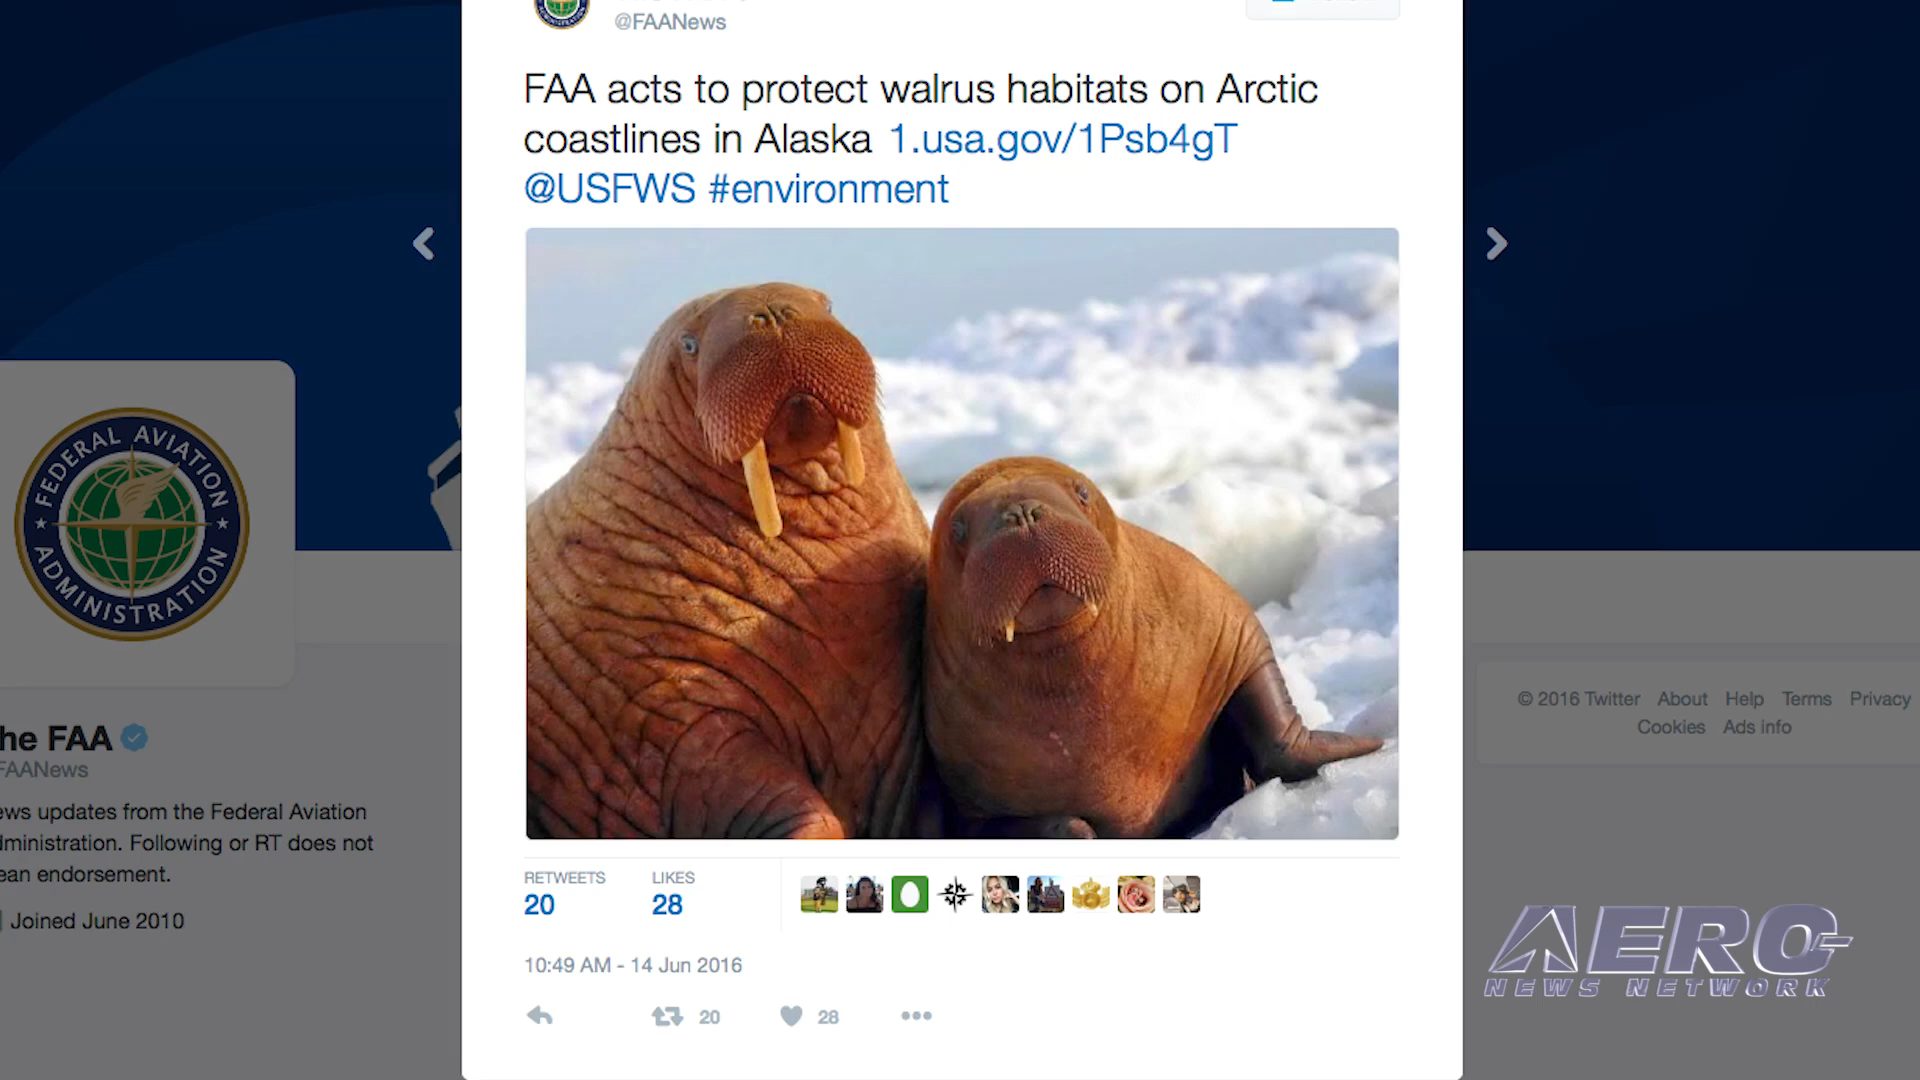 @FAANews
FAA acts to protect walrus habitats on Arctic
coastlines in Alaska 1.usa.gov/1Psb4gT
@USFWS #environment
FEDERAL AVIATION
ADMINISTRATION
he FAA
FAANews
ews updates from the Federal Aviation
dministration. Following or RT does not
ean endorsement.
Joined June 2010
RETWEETS
20
LIKES
28
10:49 AM - 14 Jun 2016
20
28
© 2016 Twitter About Help Terms Privacy
Cookies Ads info
AERO
NEWS NETWORK